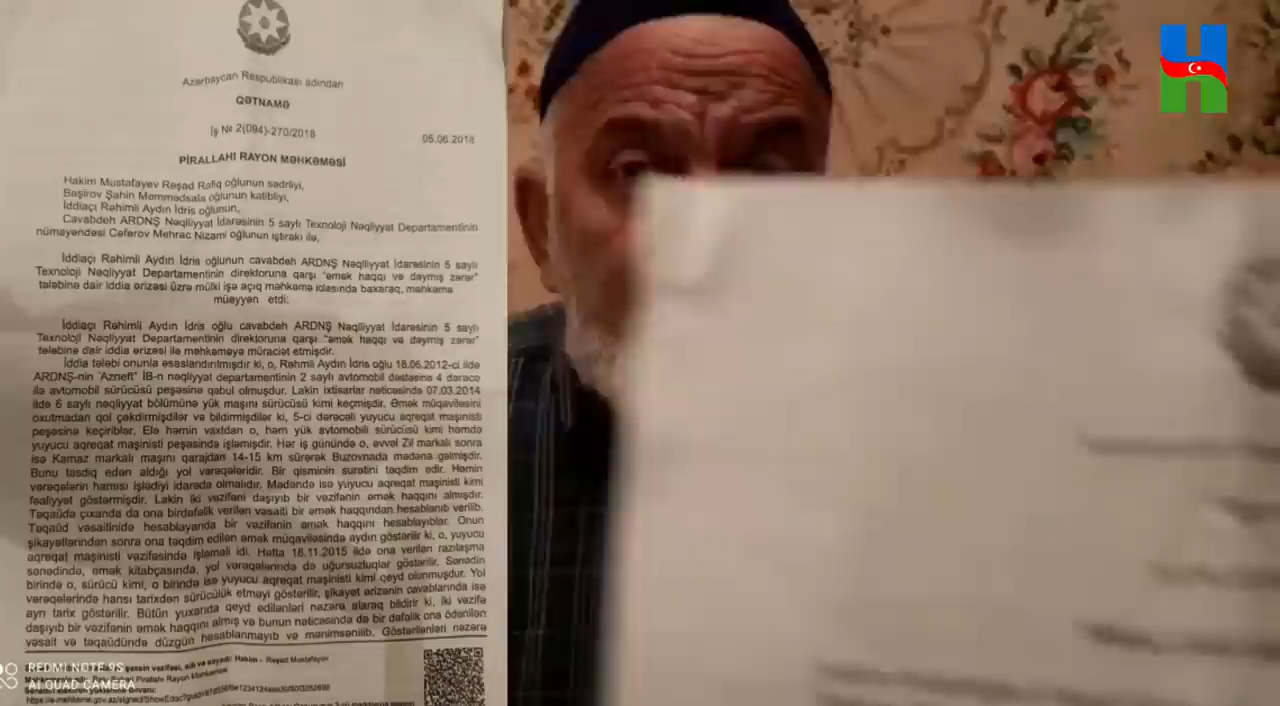 Azərbaycan Respublikası adından
QƏTNAMƏ
İş № 2(094)-270/2018
05.06.2018
PİRALLAHI RAYON MƏHKƏMƏSİ
Hakim Mustafayev Rəşad Rafiq oğlunun sədrliyi,
Bəşirov Şahin Məmmədsalə oğlunun katibliyi,
İddiaçı Rəhimli Aydın İdris oğlunun,
Cavabdeh ARDNŞ Nəqliyyat İdarəsinin 5 saylı Texnoloji Nəqliyyat Departamentinin
nümayəndəsi Cəfərov Mehrac Nizami oğlunun iştirakı ilə,
İddiaçı Rəhimli Aydın İdris oğlunun cavabdeh ARDNŞ Nəqliyyat İdarəsinin 5 saylı
Texnoloji Nəqliyyat Departamentinin direktoruna qarşı "əmək haqqı və dəymiş zərər"
tələbinə dair iddia ərizəsi üzrə mülki işə açıq məhkəmə iclasında baxaraq, məhkəmə
müəyyən etdi:
İddiaçı Rəhimli Aydın İdris oğlu cavabdeh ARDNŞ Nəqliyyat İdarəsinin 5 saylı
Texnoloji Nəqliyyat Departamentinin direktoruna qarşı "əmək haqqı və dəymiş zərər"
tələbinə dair iddia ərizəsi ilə məhkəməyə müraciət etmişdir.
İddia tələbi onunla əsaslandırılmışdır ki, o, Rəhmli Aydın İdris oğlu 18.06.2012-ci ildə
ARDNŞ-nin "Azneft" İB-n nəqliyyat departamentinin 2 saylı avtomobil dəstəsinə 4 dərəcə
ilə avtomobil sürücüsü peşəsinə qəbul olmuşdur. Lakin ixtisarlar nəticəsində 07.03.2014
ildə 6 saylı nəqliyyat bölümünə yük maşını sürücüsü kimi keçmişdir. Əmək müqaviləsini
oxutmadan qol çəkdirmişdilər və bildirmişdilər ki, 5-ci dərəcəli yuyucu aqreqat maşinisti
peşəsinə keçiriblər. Elə həmin vaxtdan o, həm yük avtomobili sürücüsü kimi həmdə
yuyucu aqreqat maşinisti peşəsində işləmişdir. Hər iş günündə o, əvvəl Zil markalı sonra
isə Kamaz markalı maşını qarajdan 14-15 km sürərək Buzovnada mədənə gəlmişdir.
Bunu təsdiq edən aldığı yol vərəqələridir. Bir qisminin surətini təqdim edir. Həmin
vərəqələrin hamısı işlədiyi idarədə olmalıdır. Mədəndə isə yuyucu aqreqat maşinisti kimi
fəaliyyət göstərmişdir. Lakin iki vəzifəni daşıyıb bir vəzifənin əmək haqqını almışdır.
Təqaüdə çıxanda da ona birdəfəlik verilən vəsaiti bir əmək haqqından hesablanıb verilib.
Təqaüd vəsaitinidə hesablayanda bir vəzifənin əmək haqqını hesablayıblar. Onun
şikayətlərindən sonra ona təqdim edilən əmək müqaviləsində aydın göstərilir ki, o, yuyucu
aqreqat maşinisti vəzifəsində işləməli idi. Hətta 18.11.2015 ildə ona verilən razılaşma
sənədində, əmək kitabçasında, yol vərəqələrində də uğursuzluqlar göstərilir. Sənədin
birində o, sürücü kimi, o birində isə yuyucu aqreqat maşinisti kimi qeyd olunmuşdur. Yol
vərəqələrində hansı tarixdən sürücülük etməyi göstərilir, şikayət ərizənin cavablarında isə
ayrı tarix göstərilir. Bütün yuxarıda qeyd edilənləri nəzərə alaraq bildirir ki, iki vəzifə
daşıyıb bir vəzifənin əmək haqqını almış və bunun nəticəsində də bir dəfəlik ona ödənilən
vəsait və təqaüdündə düzgün hesablanmayıb və mənimsənilib. Göstərilənləri nəzərə
şəxsin vəzifəsi, adı və soyadı: Hakim - Rəşad Mustafayev
REDMI NOTE 9S
AI QUAD CAMERA